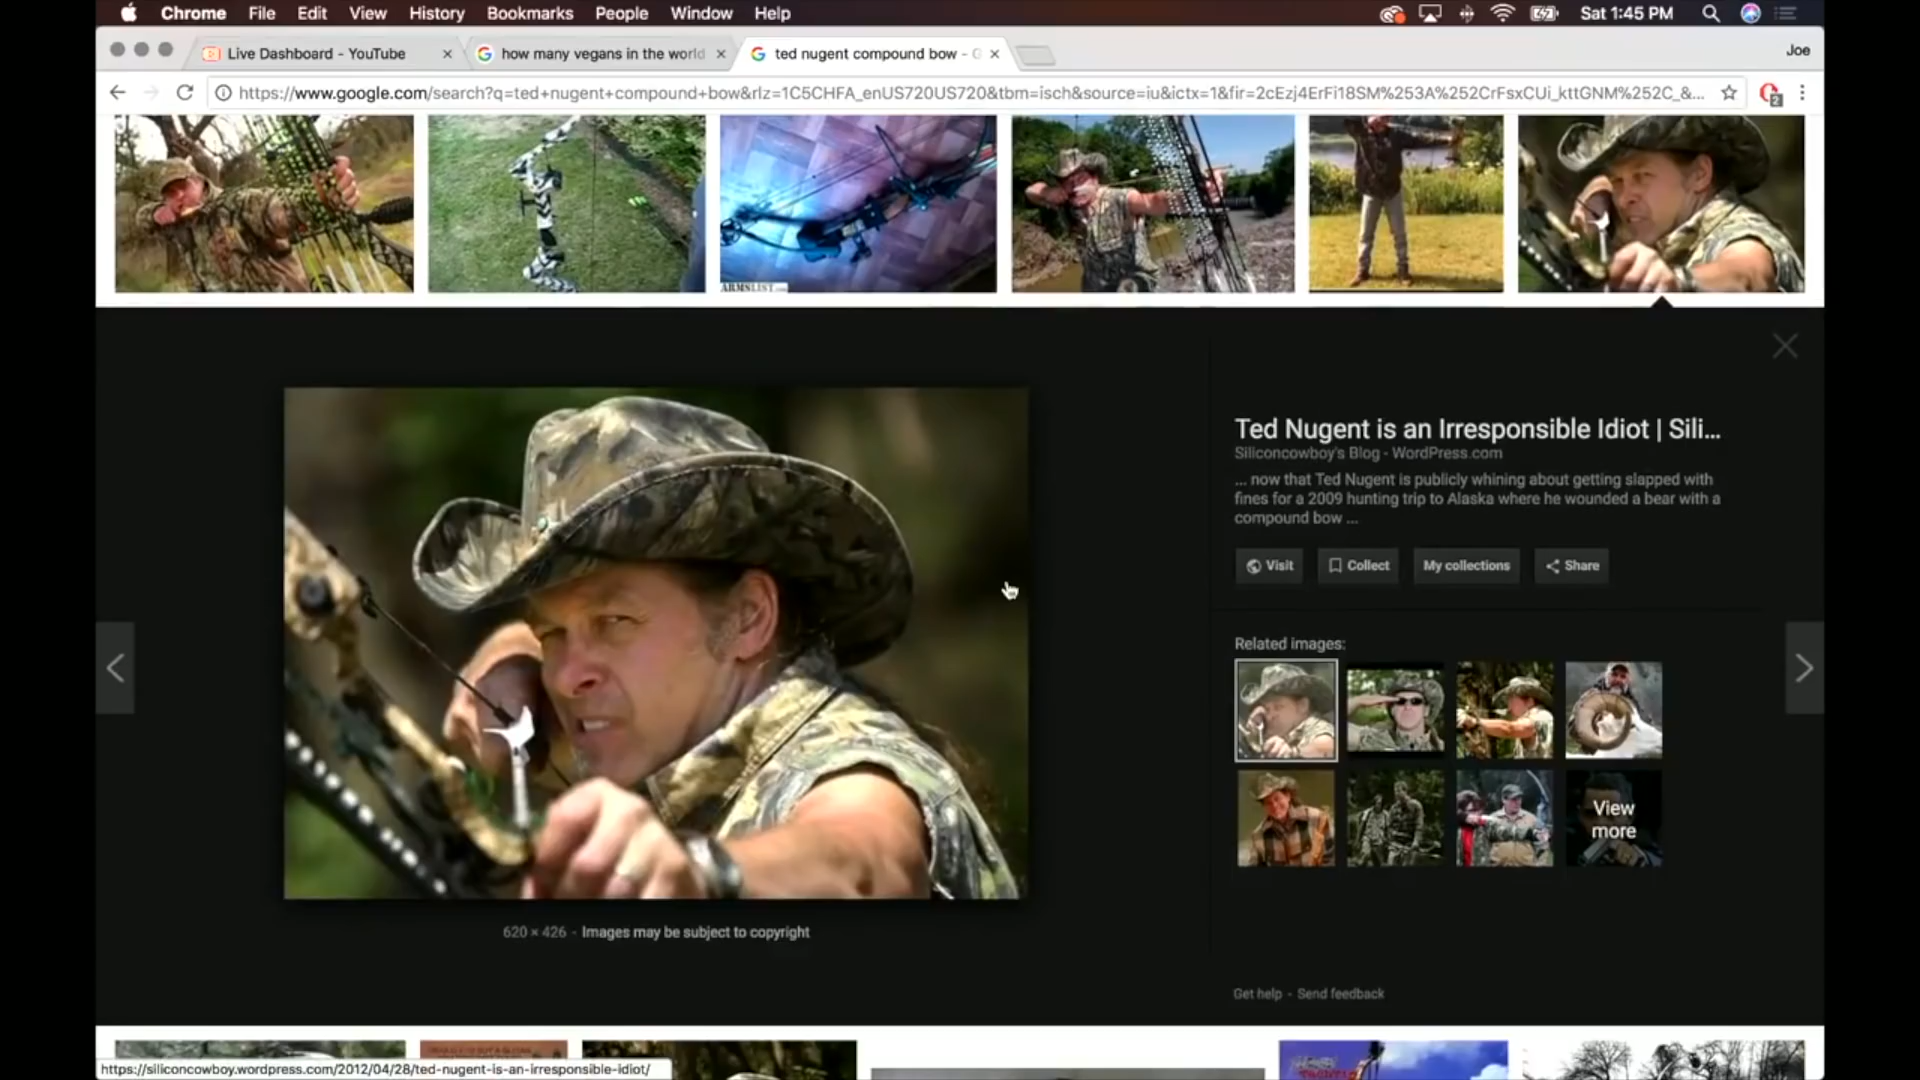 Chrome File Edit View History Bookmarks People Window Help Sat 1:45 PM
Live Dashboard - YouTube how many vegans in the world ted nugent compound bow - G Joe
https://www.google.com/search?q=ted+nugent+compound+bow&rlz=1C5CHFA_enUS720US720&tbm=isch&source=iu&ictx=1&fir=2cEzj4ErFi18SM%253A%252CrFsxCUi_kttGNM%252C_&... 2
ARMSLIST
Ted Nugent is an Irresponsible Idiot | Sili...
Siliconcowboy's Blog - WordPress.com
... now that Ted Nugent is publicly whining about getting slapped with
fines for a 2009 hunting trip to Alaska where he wounded a bear with a
compound bow ...
Visit Collect My collections Share
Related images:
View
more
620 × 426 - Images may be subject to copyright
Get help - Send feedback
https://siliconcowboy.wordpress.com/2012/04/28/ted-nugent-is-an-irresponsible-idiot/